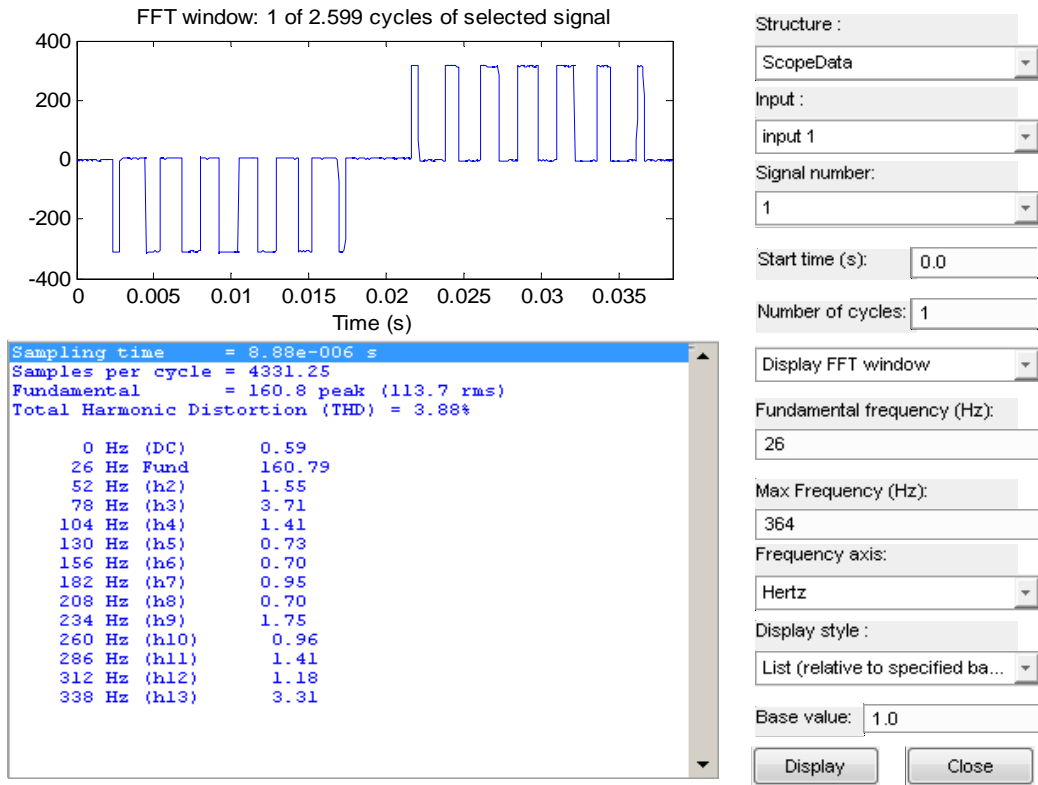 FFT window: 1 of 2.599 cycles of selected signal
400
200
0
-200
-400
0 0.005 0.01 0.015 0.02 0.025 0.03 0.035
Time (s)
Sampling time = 8.88e-006 s
Samples per cycle = 4331.25
Fundamental = 160.8 peak (113.7 rms)
Total Harmonic Distortion (THD) = 3.88%
0 Hz (DC) 0.59
26 Hz Fund 160.79
52 Hz (h2) 1.55
78 Hz (h3) 3.71
104 Hz (h4) 1.41
130 Hz (h5) 0.73
156 Hz (h6) 0.70
182 Hz (h7) 0.95
208 Hz (h8) 0.70
234 Hz (h9) 1.75
260 Hz (h10) 0.96
286 Hz (h11) 1.41
312 Hz (h12) 1.18
338 Hz (h13) 3.31
Structure :
ScopeData
Input :
input 1
Signal number:
1
Start time (s): 0.0
Number of cycles: 1
Display FFT window
Fundamental frequency (Hz):
26
Max Frequency (Hz):
364
Frequency axis:
Hertz
Display style :
List (relative to specified ba...
Base value: 1.0
Display Close